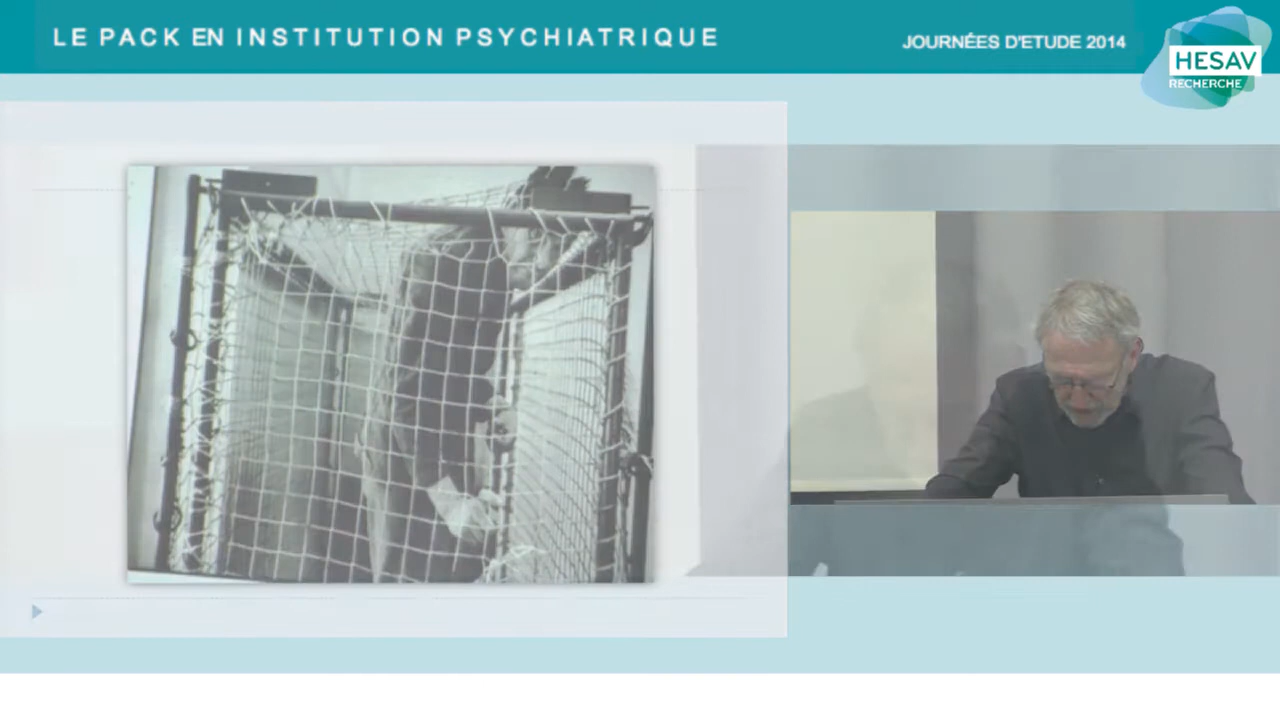 LE PACK EN INSTITUTION PSYCHIATRIQUE
JOURNÉES D'ETUDE 2014
HESAV
RECHERCHE